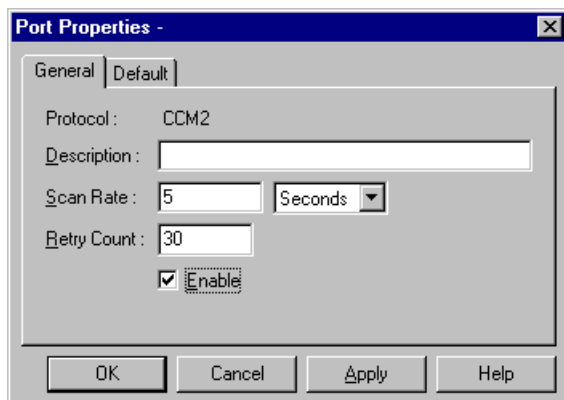 Port Properties -
General Default
Protocol : CCM2
Description :
Scan Rate : 5 Seconds
Retry Count : 30
Enable
OK Cancel Apply Help